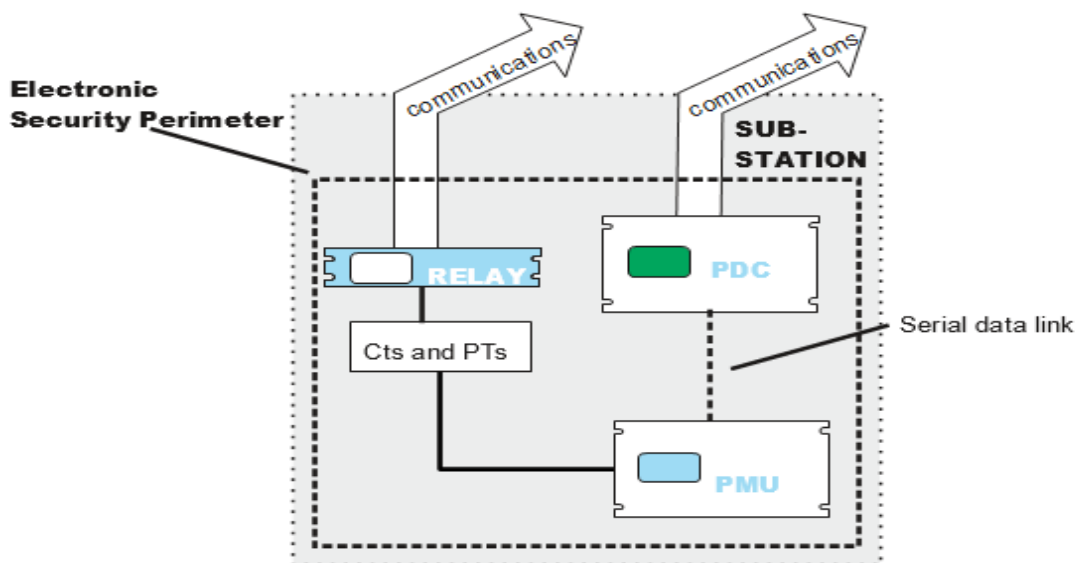 communications
communications
Electronic
Security Perimeter
SUB-
STATION
RELAY
PDC
Serial data link
Cts and PTs
PMU